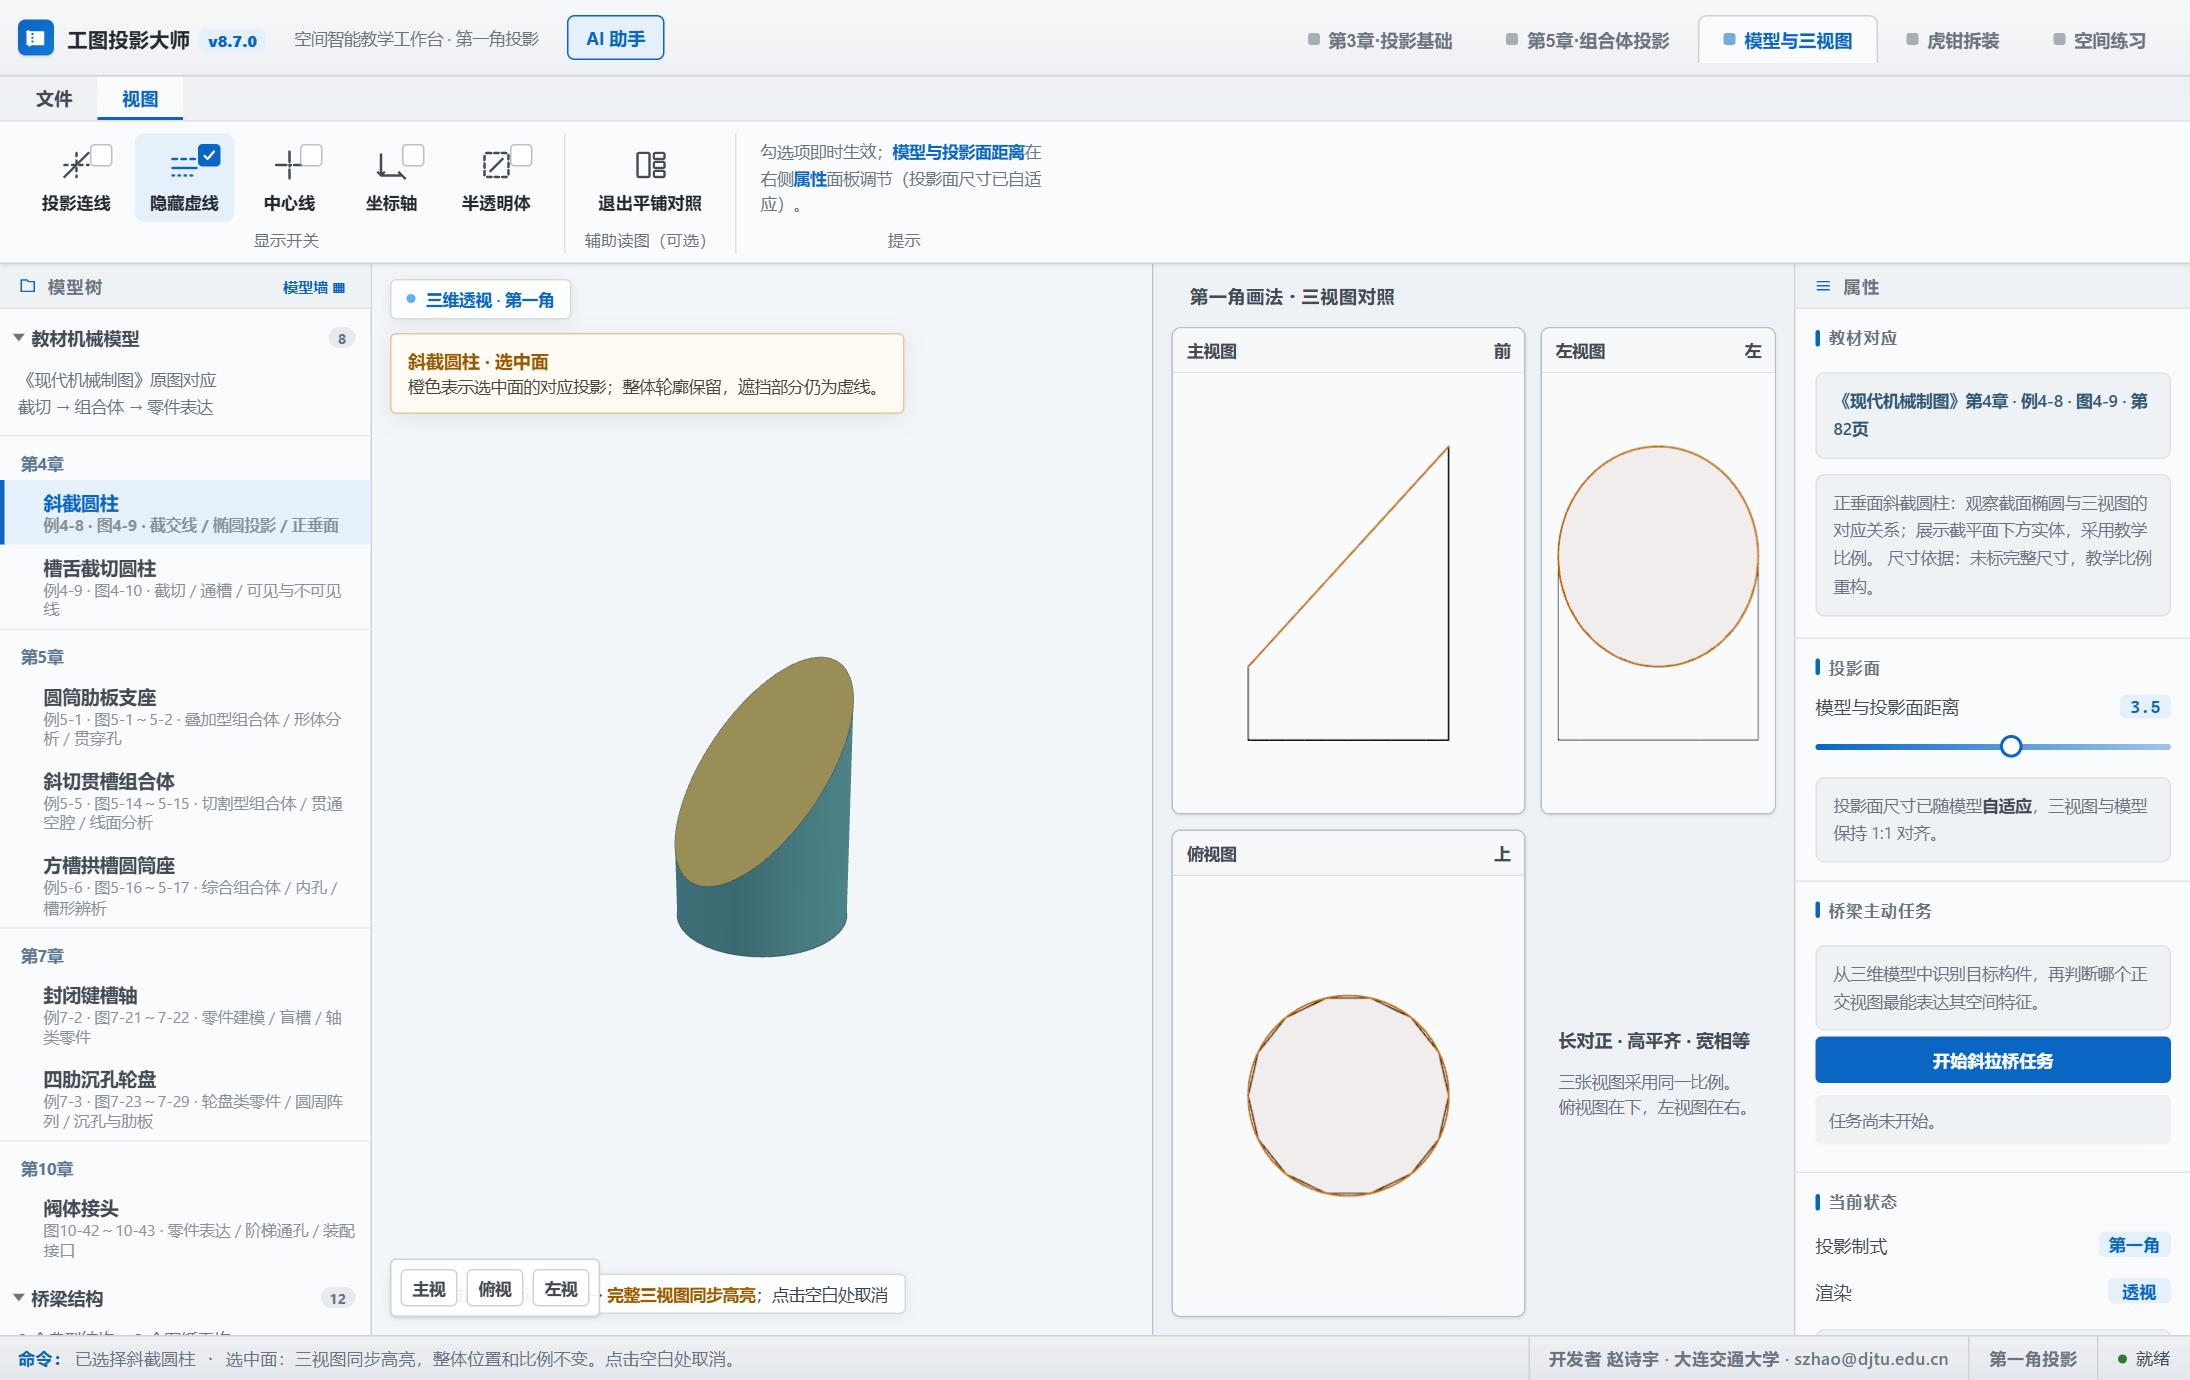 工图投影大师 v8.7.0 空间智能教学工作台 · 第一角投影 AI 助手 第3章·投影基础 第5章·组合体投影 模型与三视图 虎钳拆装 空间练习
文件 视图
投影连线 隐藏虚线 中心线 坐标轴 半透明体
显示开关
退出平铺对照
辅助读图（可选）
勾选项即时生效；模型与投影面距离在
右侧属性面板调节（投影面尺寸已自适
应）。
提示
模型树 模型墙
教材机械模型 8
《现代机械制图》原图对应
截切 → 组合体 → 零件表达
第4章
斜截圆柱
例4-8 · 图4-9 · 截交线 / 椭圆投影 / 正垂面
槽舌截切圆柱
例4-9 · 图4-10 · 截切 / 通槽 / 可见与不可见
线
第5章
圆筒肋板支座
例5-1 · 图5-1～5-2 · 叠加型组合体 / 形体分
析 / 贯穿孔
斜切贯槽组合体
例5-5 · 图5-14～5-15 · 切割型组合体 / 贯通
空腔 / 线面分析
方槽拱槽圆筒座
例5-6 · 图5-16～5-17 · 综合组合体 / 内孔 /
槽形辨析
第7章
封闭键槽轴
例7-2 · 图7-21～7-22 · 零件建模 / 盲槽 / 轴
类零件
四肋沉孔轮盘
例7-3 · 图7-23～7-29 · 轮盘类零件 / 圆周阵
列 / 沉孔与肋板
第10章
阀体接头
图10-42～10-43 · 零件表达 / 阶梯通孔 / 装配
接口
桥梁结构 12
三维透视 · 第一角
斜截圆柱 · 选中面
橙色表示选中面的对应投影；整体轮廓保留，遮挡部分仍为虚线。
主视 俯视 左视
· 完整三视图同步高亮；点击空白处取消
第一角画法 · 三视图对照
主视图 前
左视图 左
俯视图 上
长对正 · 高平齐 · 宽相等
三张视图采用同一比例。
俯视图在下，左视图在右。
属性
教材对应
《现代机械制图》第4章 · 例4-8 · 图4-9 · 第
82页
正垂面斜截圆柱：观察截面椭圆与三视图的
对应关系；展示截平面下方实体，采用教学
比例。 尺寸依据：未标完整尺寸，教学比例
重构。
投影面
模型与投影面距离 3.5
投影面尺寸已随模型自适应，三视图与模型
保持 1:1 对齐。
桥梁主动任务
从三维模型中识别目标构件，再判断哪个正
交视图最能表达其空间特征。
开始斜拉桥任务
任务尚未开始。
当前状态
投影制式 第一角
渲染 透视
命令： 已选择斜截圆柱 · 选中面：三视图同步高亮，整体位置和比例不变。点击空白处取消。 开发者 赵诗宇 · 大连交通大学 · szhao@djtu.edu.cn 第一角投影 就绪